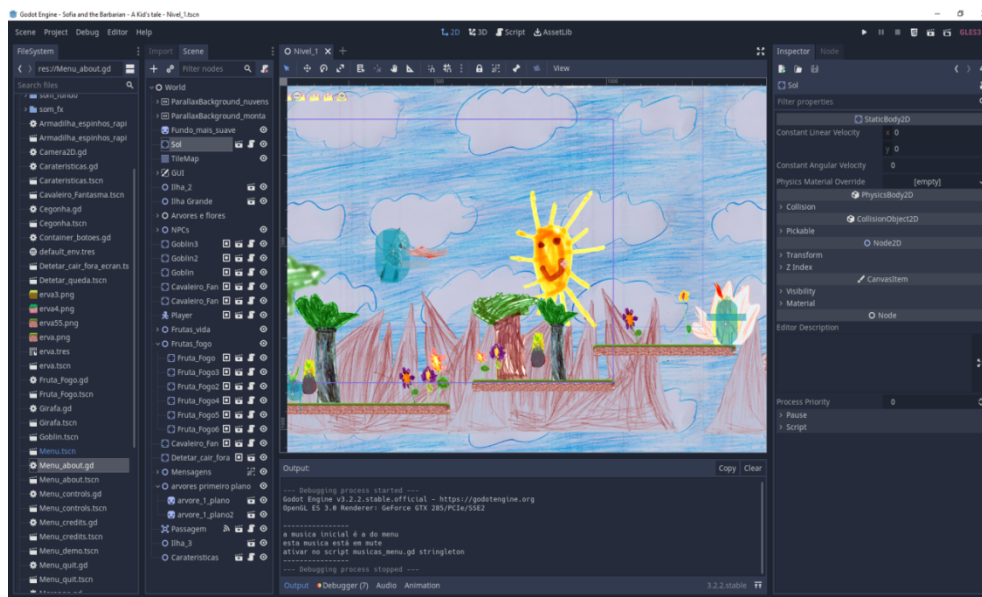 Godot Engine - Sofia and the Barbarian - A Kid's tale - Nivel_1.tscn
Scene Project Debug Editor Help
2D 3D Script AssetLib
GLES3
FileSystem
res://Menu_about.gd
Search files
som_fundo
som_fx
Armadilha_espinhos_rapi
Armadilha_espinhos_rapi
Camera2D.gd
Carateristicas.gd
Carateristicas.tscn
Cavaleiro_Fantasma.tscn
Cegonha.gd
Cegonha.tscn
Container_botoes.gd
default_env.tres
Detetar_cair_fora_ecran.ts
Detetar_queda.tscn
erva3.png
erva4.png
erva55.png
erva.png
erva.tres
erva.tscn
Fruta_Fogo.gd
Fruta_Fogo.tscn
Girafa.gd
Girafa.tscn
Goblin.tscn
Menu.tscn
Menu_about.gd
Menu_about.tscn
Menu_controls.gd
Menu_controls.tscn
Menu_credits.gd
Menu_credits.tscn
Menu_demo.tscn
Menu_quit.gd
Menu_quit.tscn
Import Scene
Filter nodes
World
ParallaxBackground_nuvens
ParallaxBackground_monta
Fundo_mais_suave
Sol
TileMap
GUI
Ilha_2
Ilha Grande
Arvores e flores
NPCs
Goblin3
Goblin2
Goblin
Cavaleiro_Fan
Cavaleiro_Fan
Player
Frutas_vida
Frutas_fogo
Fruta_Fogo
Fruta_Fogo3
Fruta_Fogo2
Fruta_Fogo4
Fruta_Fogo5
Fruta_Fogo6
Cavaleiro_Fan
Detetar_cair_fora
Mensagens
arvores primeiro plano
arvore_1_plano
arvore_1_plano2
Passagem
Ilha_3
Carateristicas
Nivel_1
View
Output:
Copy Clear
--- Debugging process started ---
Godot Engine v3.2.2.stable.official - https://godotengine.org
OpenGL ES 3.0 Renderer: GeForce GTX 285/PCIe/SSE2
----------------
a musica inicial é a do menu
esta musica está em mute
ativar no script musicas_menu.gd stringleton
----------------
--- Debugging process stopped ---
Output Debugger (7) Audio Animation
3.2.2.stable
Inspector Node
Sol
Filter properties
StaticBody2D
Constant Linear Velocity x 0
y 0
Constant Angular Velocity 0
Physics Material Override [empty]
PhysicsBody2D
Collision
CollisionObject2D
Pickable
Node2D
Transform
Z Index
CanvasItem
Visibility
Material
Node
Editor Description
Process Priority 0
Pause
Script